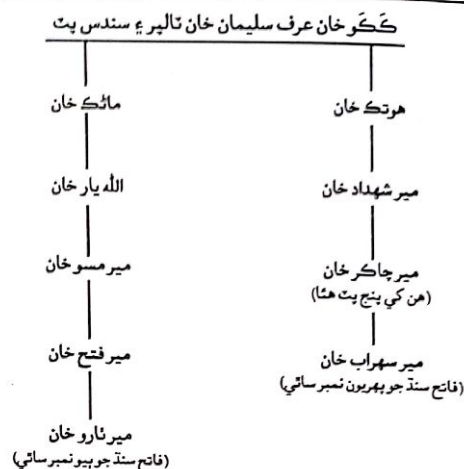 ڪَڪَو خان عرف سليمان خان ٽالپر ۽ سندس پٽ
هوتڪ خان
مير شهداد خان
مير چاڪر خان
(هن کي پنج پٽ هئا)
مير سهراب خان
(فاتح سنڌ جو پهريون نمبر ساٿي)
ماڻڪ خان
الله يار خان
مير مسو خان
مير فتح خان
مير ٺارو خان
(فاتح سنڌ جو ٻيو نمبر ساٿي)